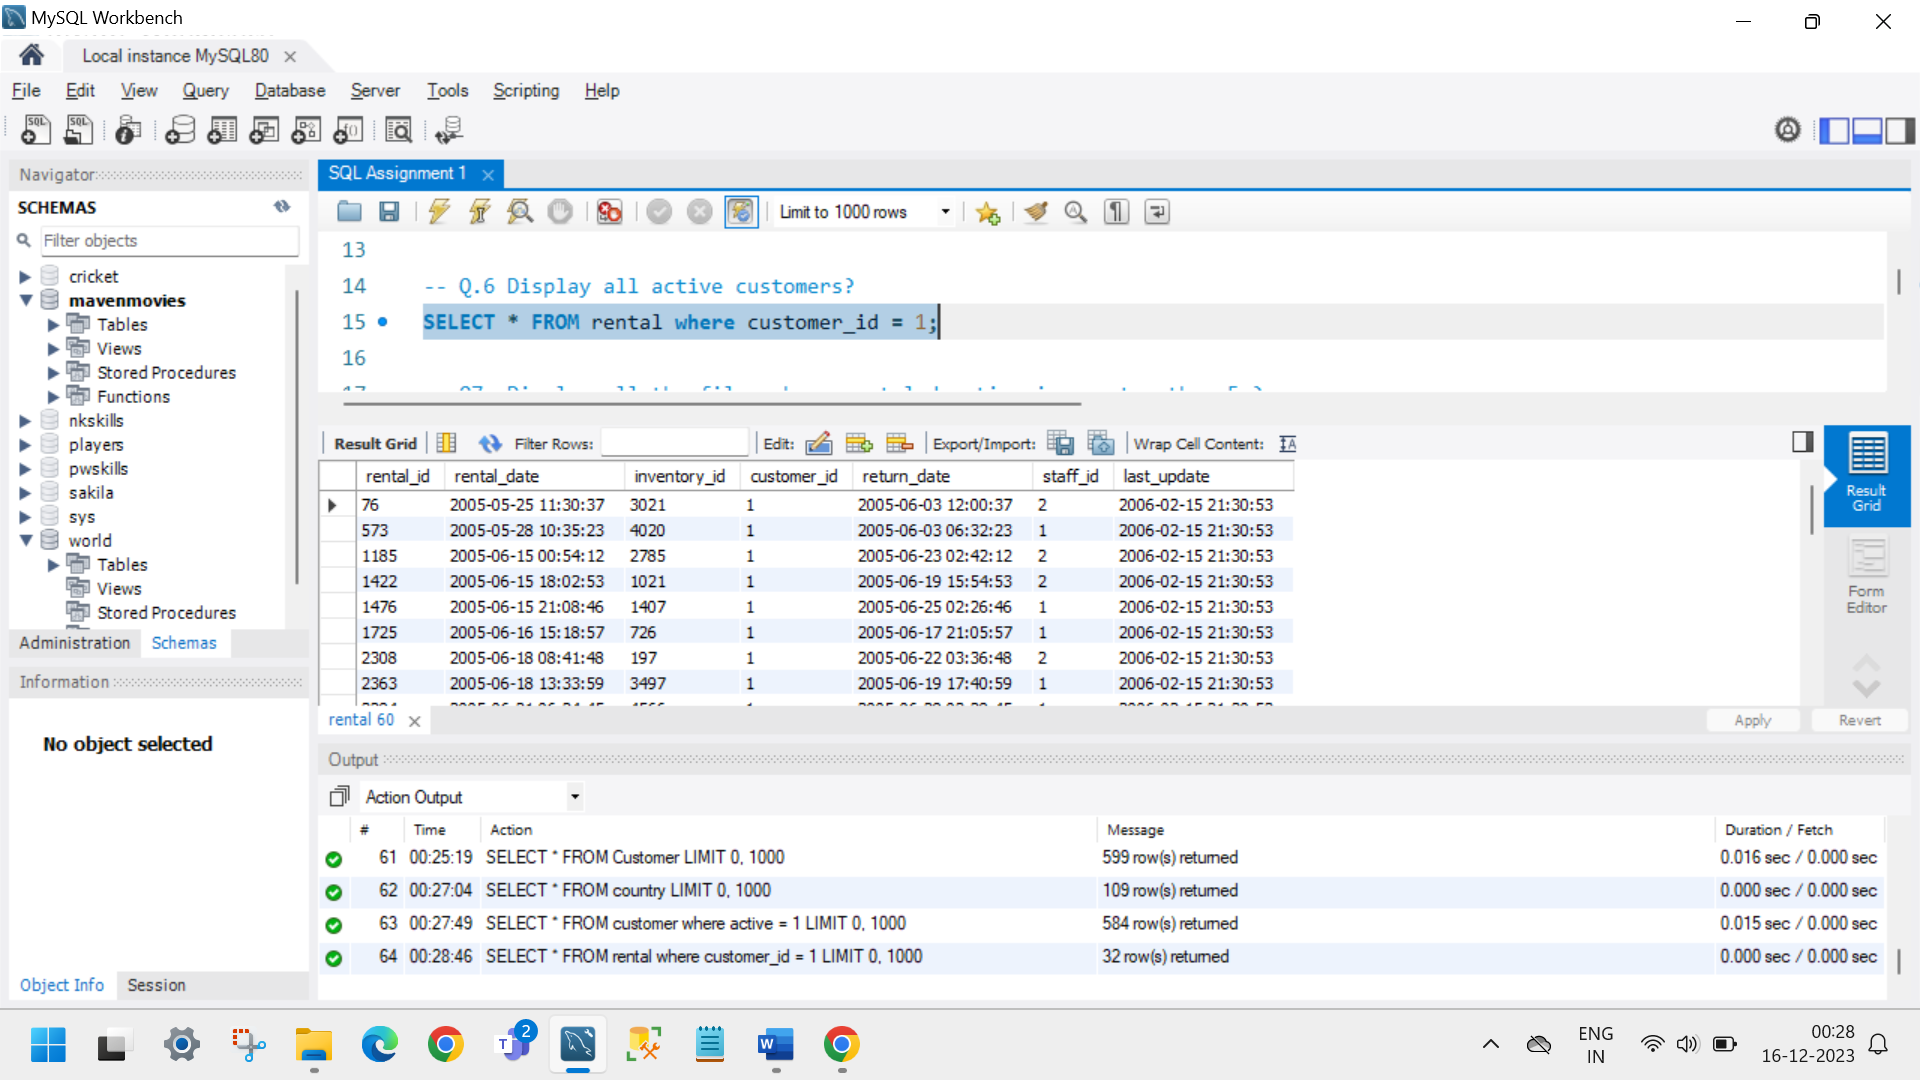 MySQL Workbench
Local instance MySQL80
File Edit View Query Database Server Tools Scripting Help
Navigator
SCHEMAS
Filter objects
cricket
mavenmovies
Tables
Views
Stored Procedures
Functions
nkskills
players
pwskills
sakila
sys
world
Tables
Views
Stored Procedures
Administration Schemas
Information
No object selected
Object Info Session
SQL Assignment 1
Limit to 1000 rows
13
14 -- Q.6 Display all active customers?
15 SELECT * FROM rental where customer_id = 1;
16
Result Grid Filter Rows: Edit: Export/Import: Wrap Cell Content:
rental_id rental_date inventory_id customer_id return_date staff_id last_update
76 2005-05-25 11:30:37 3021 1 2005-06-03 12:00:37 2 2006-02-15 21:30:53
573 2005-05-28 10:35:23 4020 1 2005-06-03 06:32:23 1 2006-02-15 21:30:53
1185 2005-06-15 00:54:12 2785 1 2005-06-23 02:42:12 2 2006-02-15 21:30:53
1422 2005-06-15 18:02:53 1021 1 2005-06-19 15:54:53 2 2006-02-15 21:30:53
1476 2005-06-15 21:08:46 1407 1 2005-06-25 02:26:46 1 2006-02-15 21:30:53
1725 2005-06-16 15:18:57 726 1 2005-06-17 21:05:57 1 2006-02-15 21:30:53
2308 2005-06-18 08:41:48 197 1 2005-06-22 03:36:48 2 2006-02-15 21:30:53
2363 2005-06-18 13:33:59 3497 1 2005-06-19 17:40:59 1 2006-02-15 21:30:53
Result
Grid
Form
Editor
rental 60
Apply Revert
Output
Action Output
# Time Action Message Duration / Fetch
61 00:25:19 SELECT * FROM Customer LIMIT 0, 1000 599 row(s) returned 0.016 sec / 0.000 sec
62 00:27:04 SELECT * FROM country LIMIT 0, 1000 109 row(s) returned 0.000 sec / 0.000 sec
63 00:27:49 SELECT * FROM customer where active = 1 LIMIT 0, 1000 584 row(s) returned 0.015 sec / 0.000 sec
64 00:28:46 SELECT * FROM rental where customer_id = 1 LIMIT 0, 1000 32 row(s) returned 0.000 sec / 0.000 sec
2
ENG
IN
00:28
16-12-2023